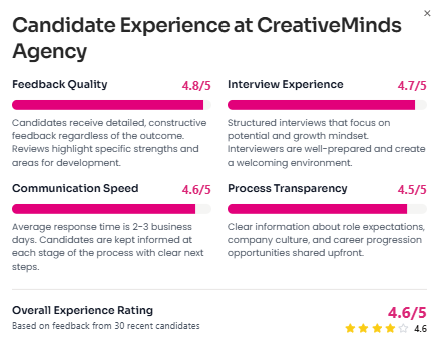 ×
Candidate Experience at CreativeMinds
Agency
Feedback Quality 4.8/5
Candidates receive detailed, constructive
feedback regardless of the outcome.
Reviews highlight specific strengths and
areas for development.
Interview Experience 4.7/5
Structured interviews that focus on
potential and growth mindset.
Interviewers are well-prepared and create
a welcoming environment.
Communication Speed 4.6/5
Average response time is 2-3 business
days. Candidates are kept informed at
each stage of the process with clear next
steps.
Process Transparency 4.5/5
Clear information about role expectations,
company culture, and career progression
opportunities shared upfront.
Overall Experience Rating 4.6/5
Based on feedback from 30 recent candidates 4.6